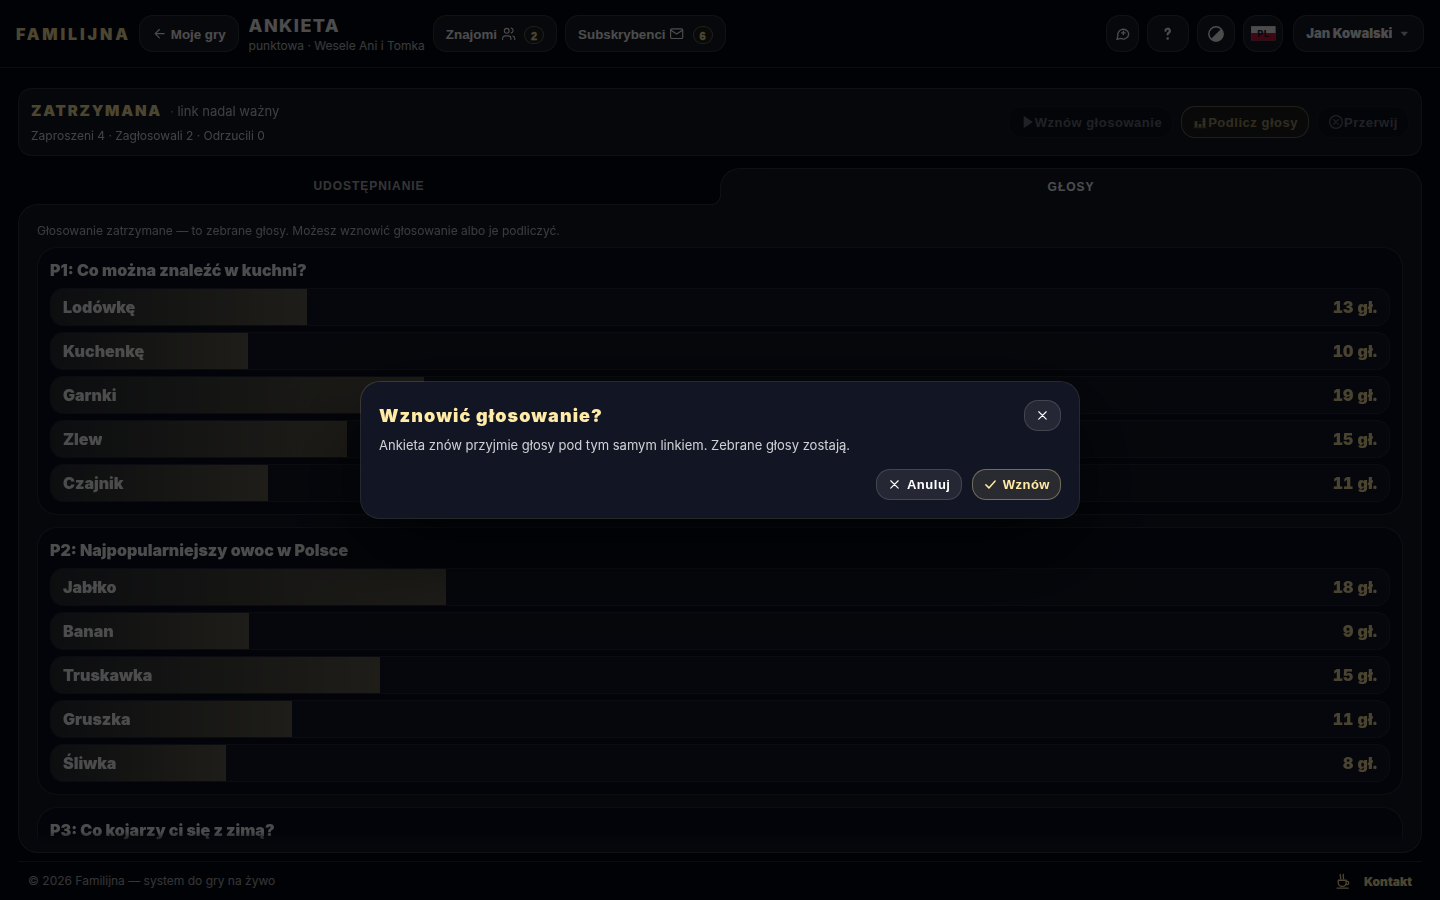 FAMILIJNA
Moje gry
ANKIETA
punktowa · Wesele Ani i Tomka
Znajomi 2
Subskrybenci 6
?
PL
Jan Kowalski
ZATRZYMANA · link nadal ważny
Zaproszeni 4 · Zagłosowali 2 · Odrzucili 0
Wznów głosowanie
Podlicz głosy
Przerwij
UDOSTĘPNIANIE
GŁOSY
Głosowanie zatrzymane — to zebrane głosy. Możesz wznowić głosowanie albo je podliczyć.
P1: Co można znaleźć w kuchni?
Lodówkę 13 gł.
Kuchenkę 10 gł.
Garnki 19 gł.
Zlew 15 gł.
Czajnik 11 gł.
Wznowić głosowanie?
Ankieta znów przyjmie głosy pod tym samym linkiem. Zebrane głosy zostają.
Anuluj
Wznów
P2: Najpopularniejszy owoc w Polsce
Jabłko 18 gł.
Banan 9 gł.
Truskawka 15 gł.
Gruszka 11 gł.
Śliwka 8 gł.
P3: Co kojarzy ci się z zimą?
© 2026 Familijna — system do gry na żywo
Kontakt